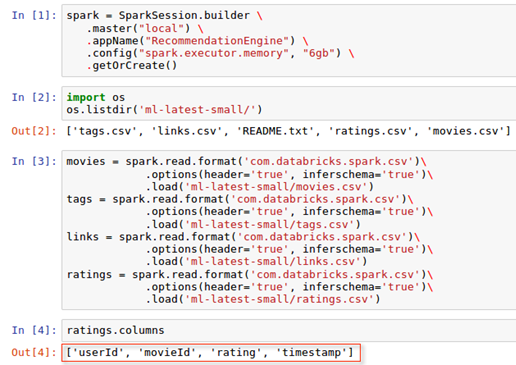 In [1]: spark = SparkSession.builder \
.master("local") \
.appName("RecommendationEngine") \
.config("spark.executor.memory", "6gb") \
.getOrCreate()
In [2]: import os
os.listdir('ml-latest-small/')
Out[2]: ['tags.csv', 'links.csv', 'README.txt', 'ratings.csv', 'movies.csv']
In [3]: movies = spark.read.format('com.databricks.spark.csv')\
.options(header='true', inferschema='true')\
.load('ml-latest-small/movies.csv')
tags = spark.read.format('com.databricks.spark.csv')\
.options(header='true', inferschema='true')\
.load('ml-latest-small/tags.csv')
links = spark.read.format('com.databricks.spark.csv')\
.options(header='true', inferschema='true')\
.load('ml-latest-small/links.csv')
ratings = spark.read.format('com.databricks.spark.csv')\
.options(header='true', inferschema='true')\
.load('ml-latest-small/ratings.csv')
In [4]: ratings.columns
Out[4]: ['userId', 'movieId', 'rating', 'timestamp']